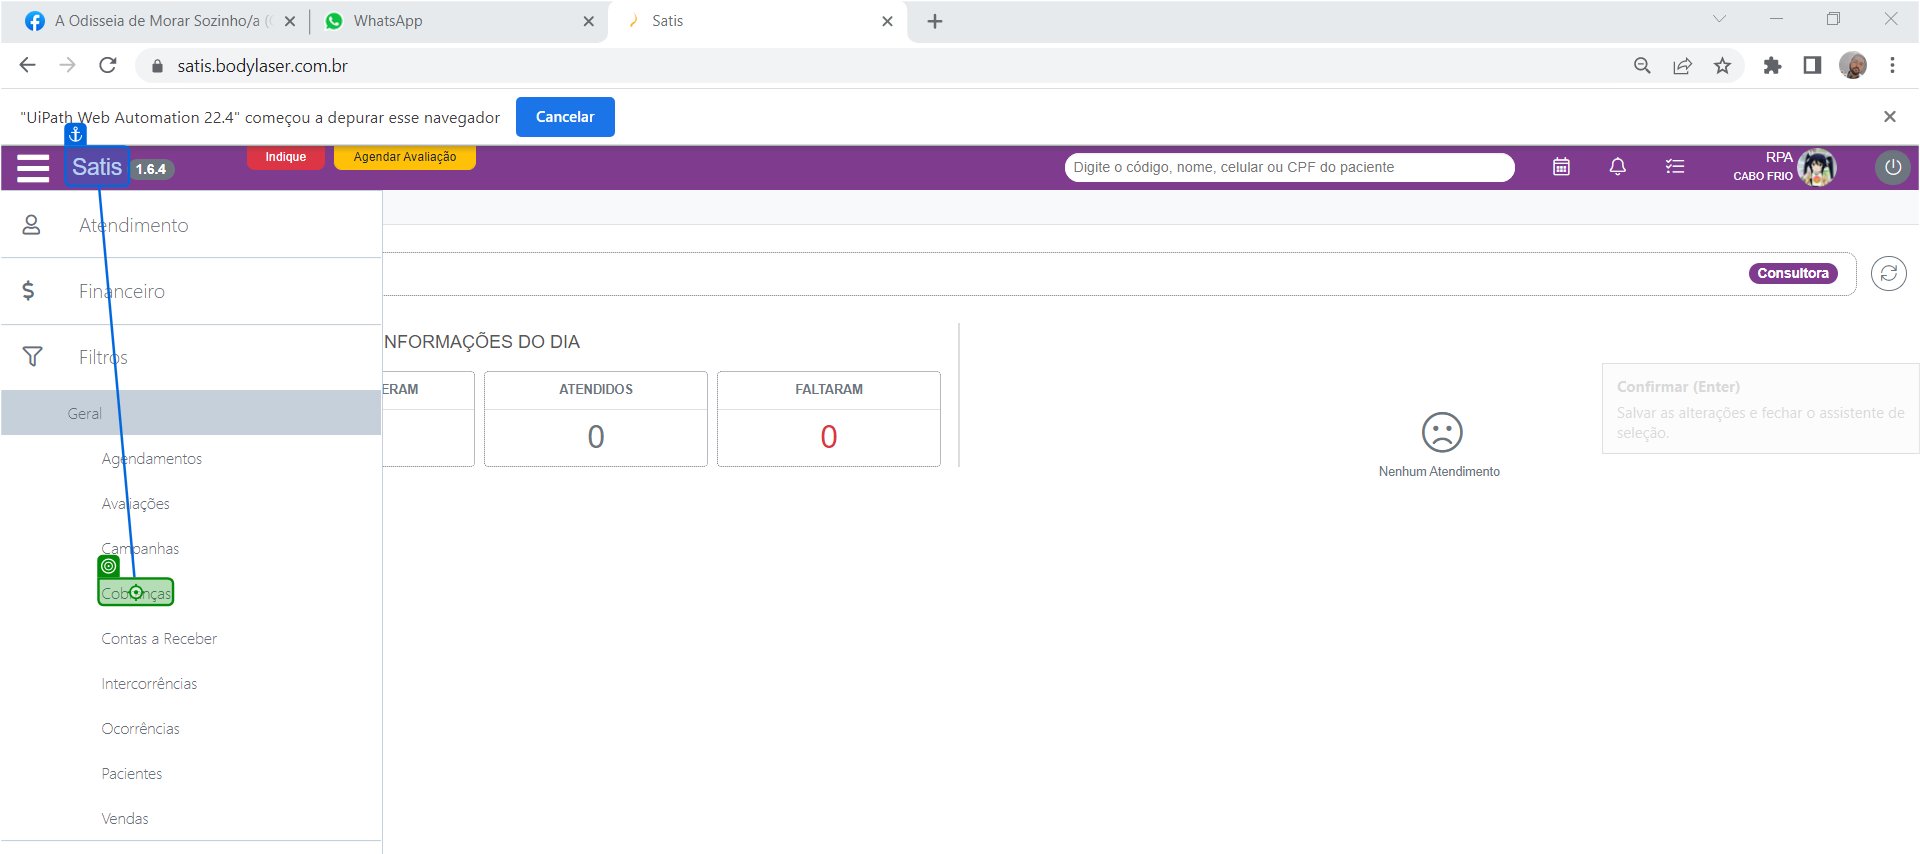 A Odisseia de Morar Sozinho/a (
WhatsApp
Satis
satis.bodylaser.com.br
"UiPath Web Automation 22.4" começou a depurar esse navegador
Cancelar
Satis 1.6.4
Indique
Agendar Avaliação
Digite o código, nome, celular ou CPF do paciente
RPA
CABO FRIO
Atendimento
Financeiro
Filtros
Geral
Agendamentos
Avaliações
Campanhas
Cobranças
Contas a Receber
Intercorrências
Ocorrências
Pacientes
Vendas
Consultora
NFORMAÇÕES DO DIA
ERAM
ATENDIDOS
0
FALTARAM
0
Nenhum Atendimento
Confirmar (Enter)
Salvar as alterações e fechar o assistente de
seleção.